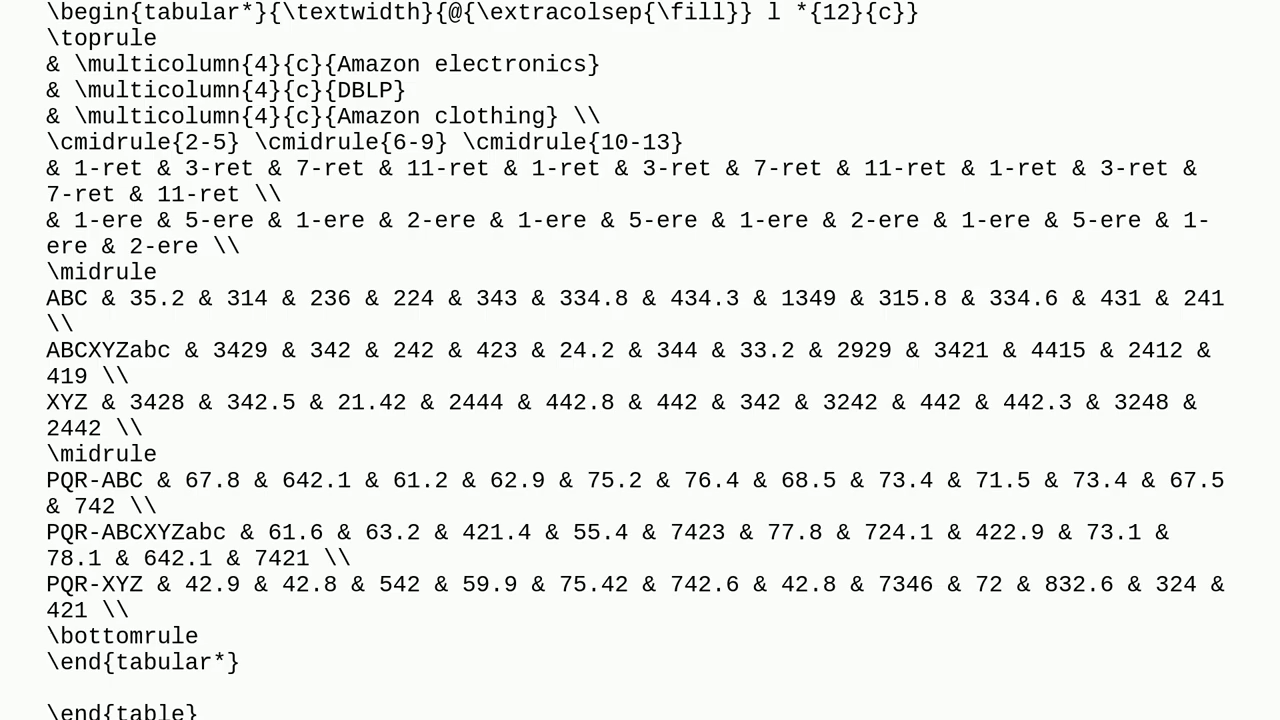 \begin{tabular*}{\textwidth}{@{\extracolsep{\fill}} l *{12}{c}}
\toprule
& \multicolumn{4}{c}{Amazon electronics}
& \multicolumn{4}{c}{DBLP}
& \multicolumn{4}{c}{Amazon clothing} \\
\cmidrule{2-5} \cmidrule{6-9} \cmidrule{10-13}
& 1-ret & 3-ret & 7-ret & 11-ret & 1-ret & 3-ret & 7-ret & 11-ret & 1-ret & 3-ret &
7-ret & 11-ret \\
& 1-ere & 5-ere & 1-ere & 2-ere & 1-ere & 5-ere & 1-ere & 2-ere & 1-ere & 5-ere & 1-
ere & 2-ere \\
\midrule
ABC & 35.2 & 314 & 236 & 224 & 343 & 334.8 & 434.3 & 1349 & 315.8 & 334.6 & 431 & 241
\\
ABCXYZabc & 3429 & 342 & 242 & 423 & 24.2 & 344 & 33.2 & 2929 & 3421 & 4415 & 2412 &
419 \\
XYZ & 3428 & 342.5 & 21.42 & 2444 & 442.8 & 442 & 342 & 3242 & 442 & 442.3 & 3248 &
2442 \\
\midrule
PQR-ABC & 67.8 & 642.1 & 61.2 & 62.9 & 75.2 & 76.4 & 68.5 & 73.4 & 71.5 & 73.4 & 67.5
& 742 \\
PQR-ABCXYZabc & 61.6 & 63.2 & 421.4 & 55.4 & 7423 & 77.8 & 724.1 & 422.9 & 73.1 &
78.1 & 642.1 & 7421 \\
PQR-XYZ & 42.9 & 42.8 & 542 & 59.9 & 75.42 & 742.6 & 42.8 & 7346 & 72 & 832.6 & 324 &
421 \\
\bottomrule
\end{tabular*}
\end{table}